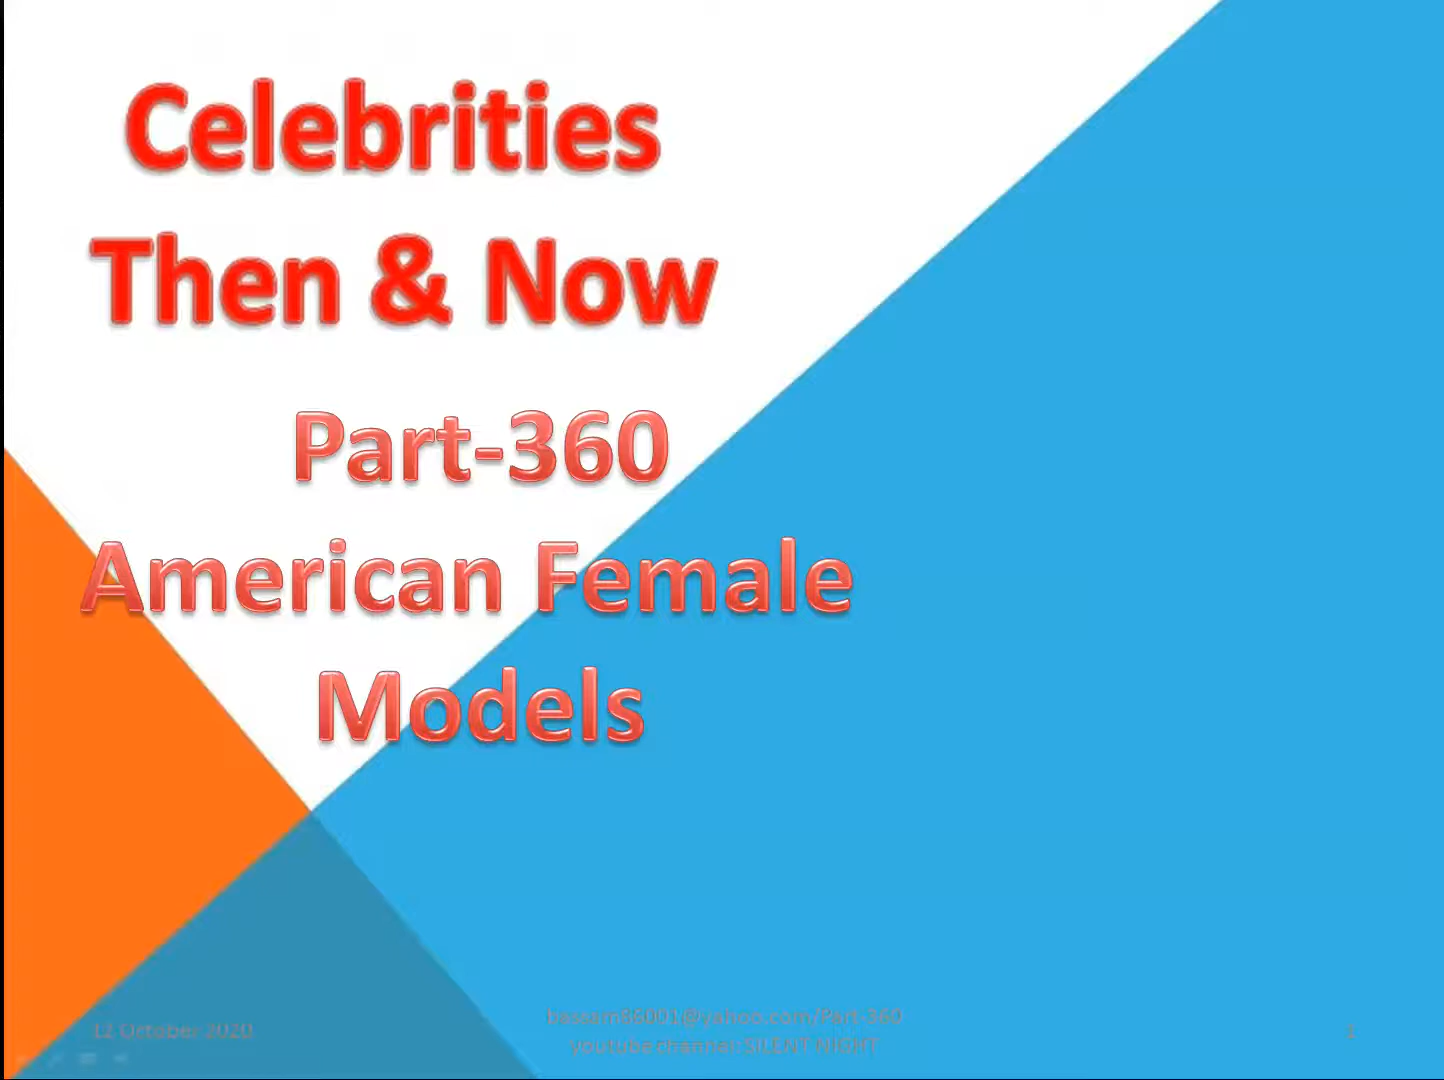 Celebrities
Then & Now
Part-360
American Female
Models
12 October 2020
bassam86001@yahoo.com/Part-360
youtube channel:SILENT NIGHT
1